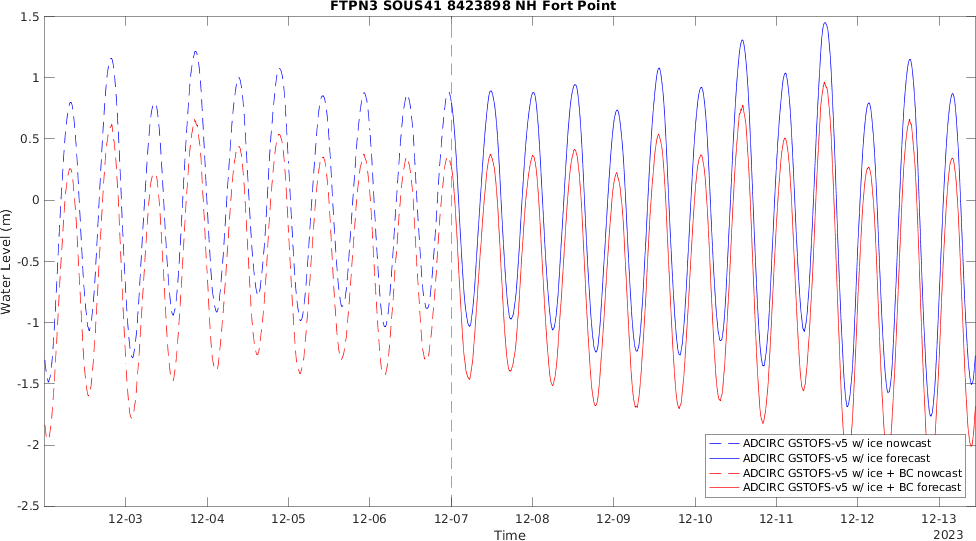 FTPN3 SOUS41 8423898 NH Fort Point
1.5
1
0.5
0
-0.5
-1
-1.5
-2
-2.5
Water Level (m)
ADCIRC GSTOFS-v5 w/ ice nowcast
ADCIRC GSTOFS-v5 w/ ice forecast
ADCIRC GSTOFS-v5 w/ ice + BC nowcast
ADCIRC GSTOFS-v5 w/ ice + BC forecast
12-03 12-04 12-05 12-06 12-07 12-08 12-09 12-10 12-11 12-12 12-13
Time
2023